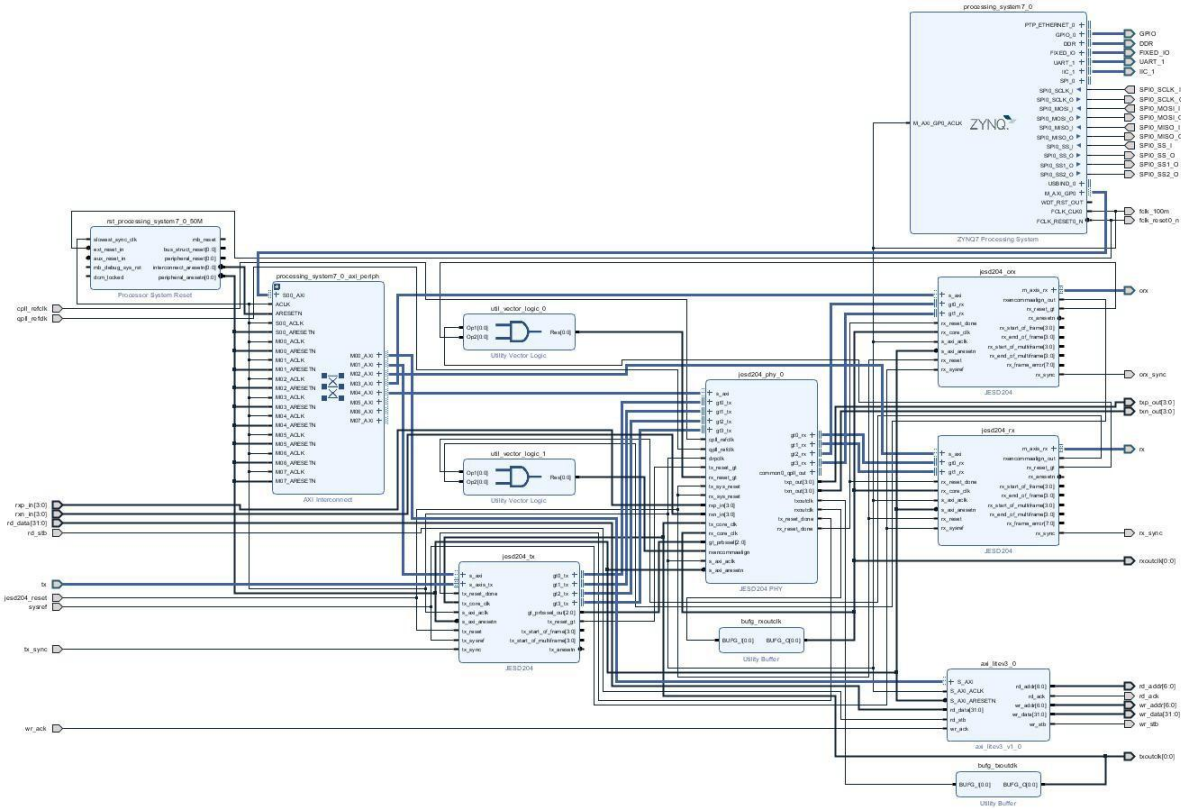 processing_system7_0
PTP_ETHERNET_0
GPIO_0
DDR
FIXED_IO
UART_1
IIC_1
SPI_0
SPI0_SCLK_I
SPI0_SCLK_O
SPI0_MOSI_I
SPI0_MOSI_O
SPI0_MISO_I
SPI0_MISO_O
SPI0_SS_I
SPI0_SS_O
SPI0_SS1_O
SPI0_SS2_O
USBIND_0
M_AXI_GP0
WDT_RST_OUT
FCLK_CLK0
FCLK_RESET0_N
M_AXI_GP0_ACLK
ZYNQ
ZYNQ7 Processing System
GPIO
DDR
FIXED_IO
UART_1
IIC_1
SPI0_SCLK_I
SPI0_MOSI_I
SPI0_MISO_I
SPI0_SS_I
SPI0_SS_O
SPI0_SS1_O
SPI0_SS2_O
fclk_100m
fclk_reset0_n
rst_processing_system7_0_50M
slowest_sync_clk
ext_reset_in
aux_reset_in
mb_debug_sys_rst
dcm_locked
mb_reset
bus_struct_reset[0:0]
peripheral_reset[0:0]
interconnect_aresetn[0:0]
peripheral_aresetn[0:0]
Processor System Reset
cpll_refclk
qpll_refclk
processing_system7_0_axi_periph
S00_AXI
ACLK
ARESETN
S00_ACLK
S00_ARESETN
M00_ACLK
M00_ARESETN
M01_ACLK
M01_ARESETN
M02_ACLK
M02_ARESETN
M03_ACLK
M03_ARESETN
M04_ACLK
M04_ARESETN
M05_ACLK
M05_ARESETN
M06_ACLK
M06_ARESETN
M07_ACLK
M07_ARESETN
M00_AXI
M01_AXI
M02_AXI
M03_AXI
M04_AXI
M05_AXI
M06_AXI
M07_AXI
AXI Interconnect
util_vector_logic_0
Op1[0:0]
Op2[0:0]
Res[0:0]
Utility Vector Logic
util_vector_logic_1
Op1[0:0]
Op2[0:0]
Res[0:0]
Utility Vector Logic
jesd204_orx
s_axi
gt0_rx
gt1_rx
rx_reset_done
rx_core_clk
s_axi_aclk
s_axi_aresetn
rx_reset
rx_sysref
m_axis_rx
rxencommaalign_out
rx_reset_gt
rx_aresetn
rx_start_of_frame[3:0]
rx_end_of_frame[3:0]
rx_start_of_multiframe[3:0]
rx_end_of_multiframe[3:0]
rx_frame_error[7:0]
rx_sync
JESD204
orx
orx_sync
txp_out[3:0]
txn_out[3:0]
jesd204_phy_0
s_axi
gt0_tx
gt1_tx
gt2_tx
gt3_tx
cpll_refclk
qpll_refclk
drpclk
tx_reset_gt
rx_reset_gt
tx_sys_reset
rx_sys_reset
rxp_in[3:0]
rxn_in[3:0]
tx_core_clk
rx_core_clk
gt_prbssel[2:0]
rxencommaalign
s_axi_aclk
s_axi_aresetn
gt0_rx
gt1_rx
gt2_rx
gt3_rx
common0_qpll_out
txp_out[3:0]
txn_out[3:0]
txoutclk
rxoutclk
tx_reset_done
rx_reset_done
JESD204 PHY
jesd204_rx
s_axi
gt0_rx
gt1_rx
rx_reset_done
rx_core_clk
s_axi_aclk
s_axi_aresetn
rx_reset
rx_sysref
m_axis_rx
rxencommaalign_out
rx_reset_gt
rx_aresetn
rx_start_of_frame[3:0]
rx_end_of_frame[3:0]
rx_start_of_multiframe[3:0]
rx_end_of_multiframe[3:0]
rx_frame_error[7:0]
rx_sync
JESD204
rx
rx_sync
rxoutclk[0:0]
rxp_in[3:0]
rxn_in[3:0]
rd_data[31:0]
rd_stb
tx
jesd204_reset
sysref
tx_sync
wr_ack
jesd204_tx
s_axi
s_axis_tx
tx_reset_done
tx_core_clk
s_axi_aclk
s_axi_aresetn
tx_reset
tx_sysref
tx_sync
gt0_tx
gt1_tx
gt2_tx
gt3_tx
gt_prbssel_out[2:0]
tx_reset_gt
tx_start_of_frame[3:0]
tx_start_of_multiframe[3:0]
tx_aresetn
JESD204
bufg_rxoutclk
BUFG_I[0:0]
BUFG_O[0:0]
Utility Buffer
axi_litev3_0
S_AXI
S_AXI_ACLK
S_AXI_ARESETN
rd_data[31:0]
rd_stb
wr_ack
rd_addr[6:0]
rd_ack
wr_addr[6:0]
wr_data[31:0]
wr_stb
axi_litev3_v1_0
rd_addr[6:0]
rd_ack
wr_addr[6:0]
wr_data[31:0]
wr_stb
txoutclk[0:0]
bufg_txoutclk
BUFG_I[0:0]
BUFG_O[0:0]
Utility Buffer